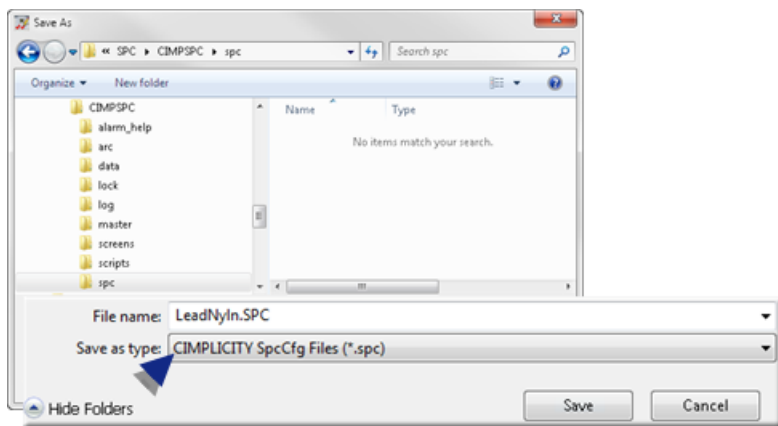 Save As
« SPC ▸ CIMPSPC ▸ spc
Search spc
Organize
New folder
CIMPSPC
alarm_help
arc
data
lock
log
master
screens
scripts
spc
Name
Type
No items match your search.
File name: LeadNyIn.SPC
Save as type: CIMPLICITY SpcCfg Files (*.spc)
Hide Folders
Save
Cancel